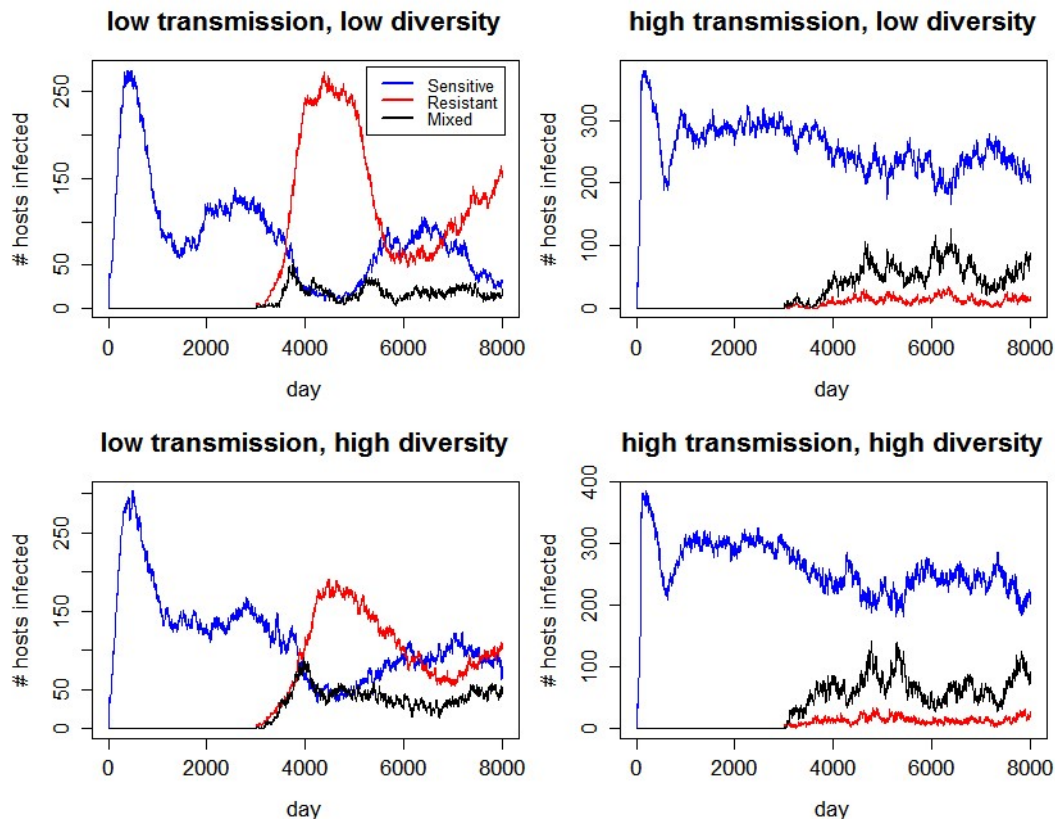 low transmission, low diversity
# hosts infected
0 50 150 250
Sensitive
Resistant
Mixed
0 2000 4000 6000 8000
day
high transmission, low diversity
# hosts infected
0 100 200 300
0 2000 4000 6000 8000
day
low transmission, high diversity
# hosts infected
0 50 150 250
0 2000 4000 6000 8000
day
high transmission, high diversity
# hosts infected
0 100 200 300 400
0 2000 4000 6000 8000
day